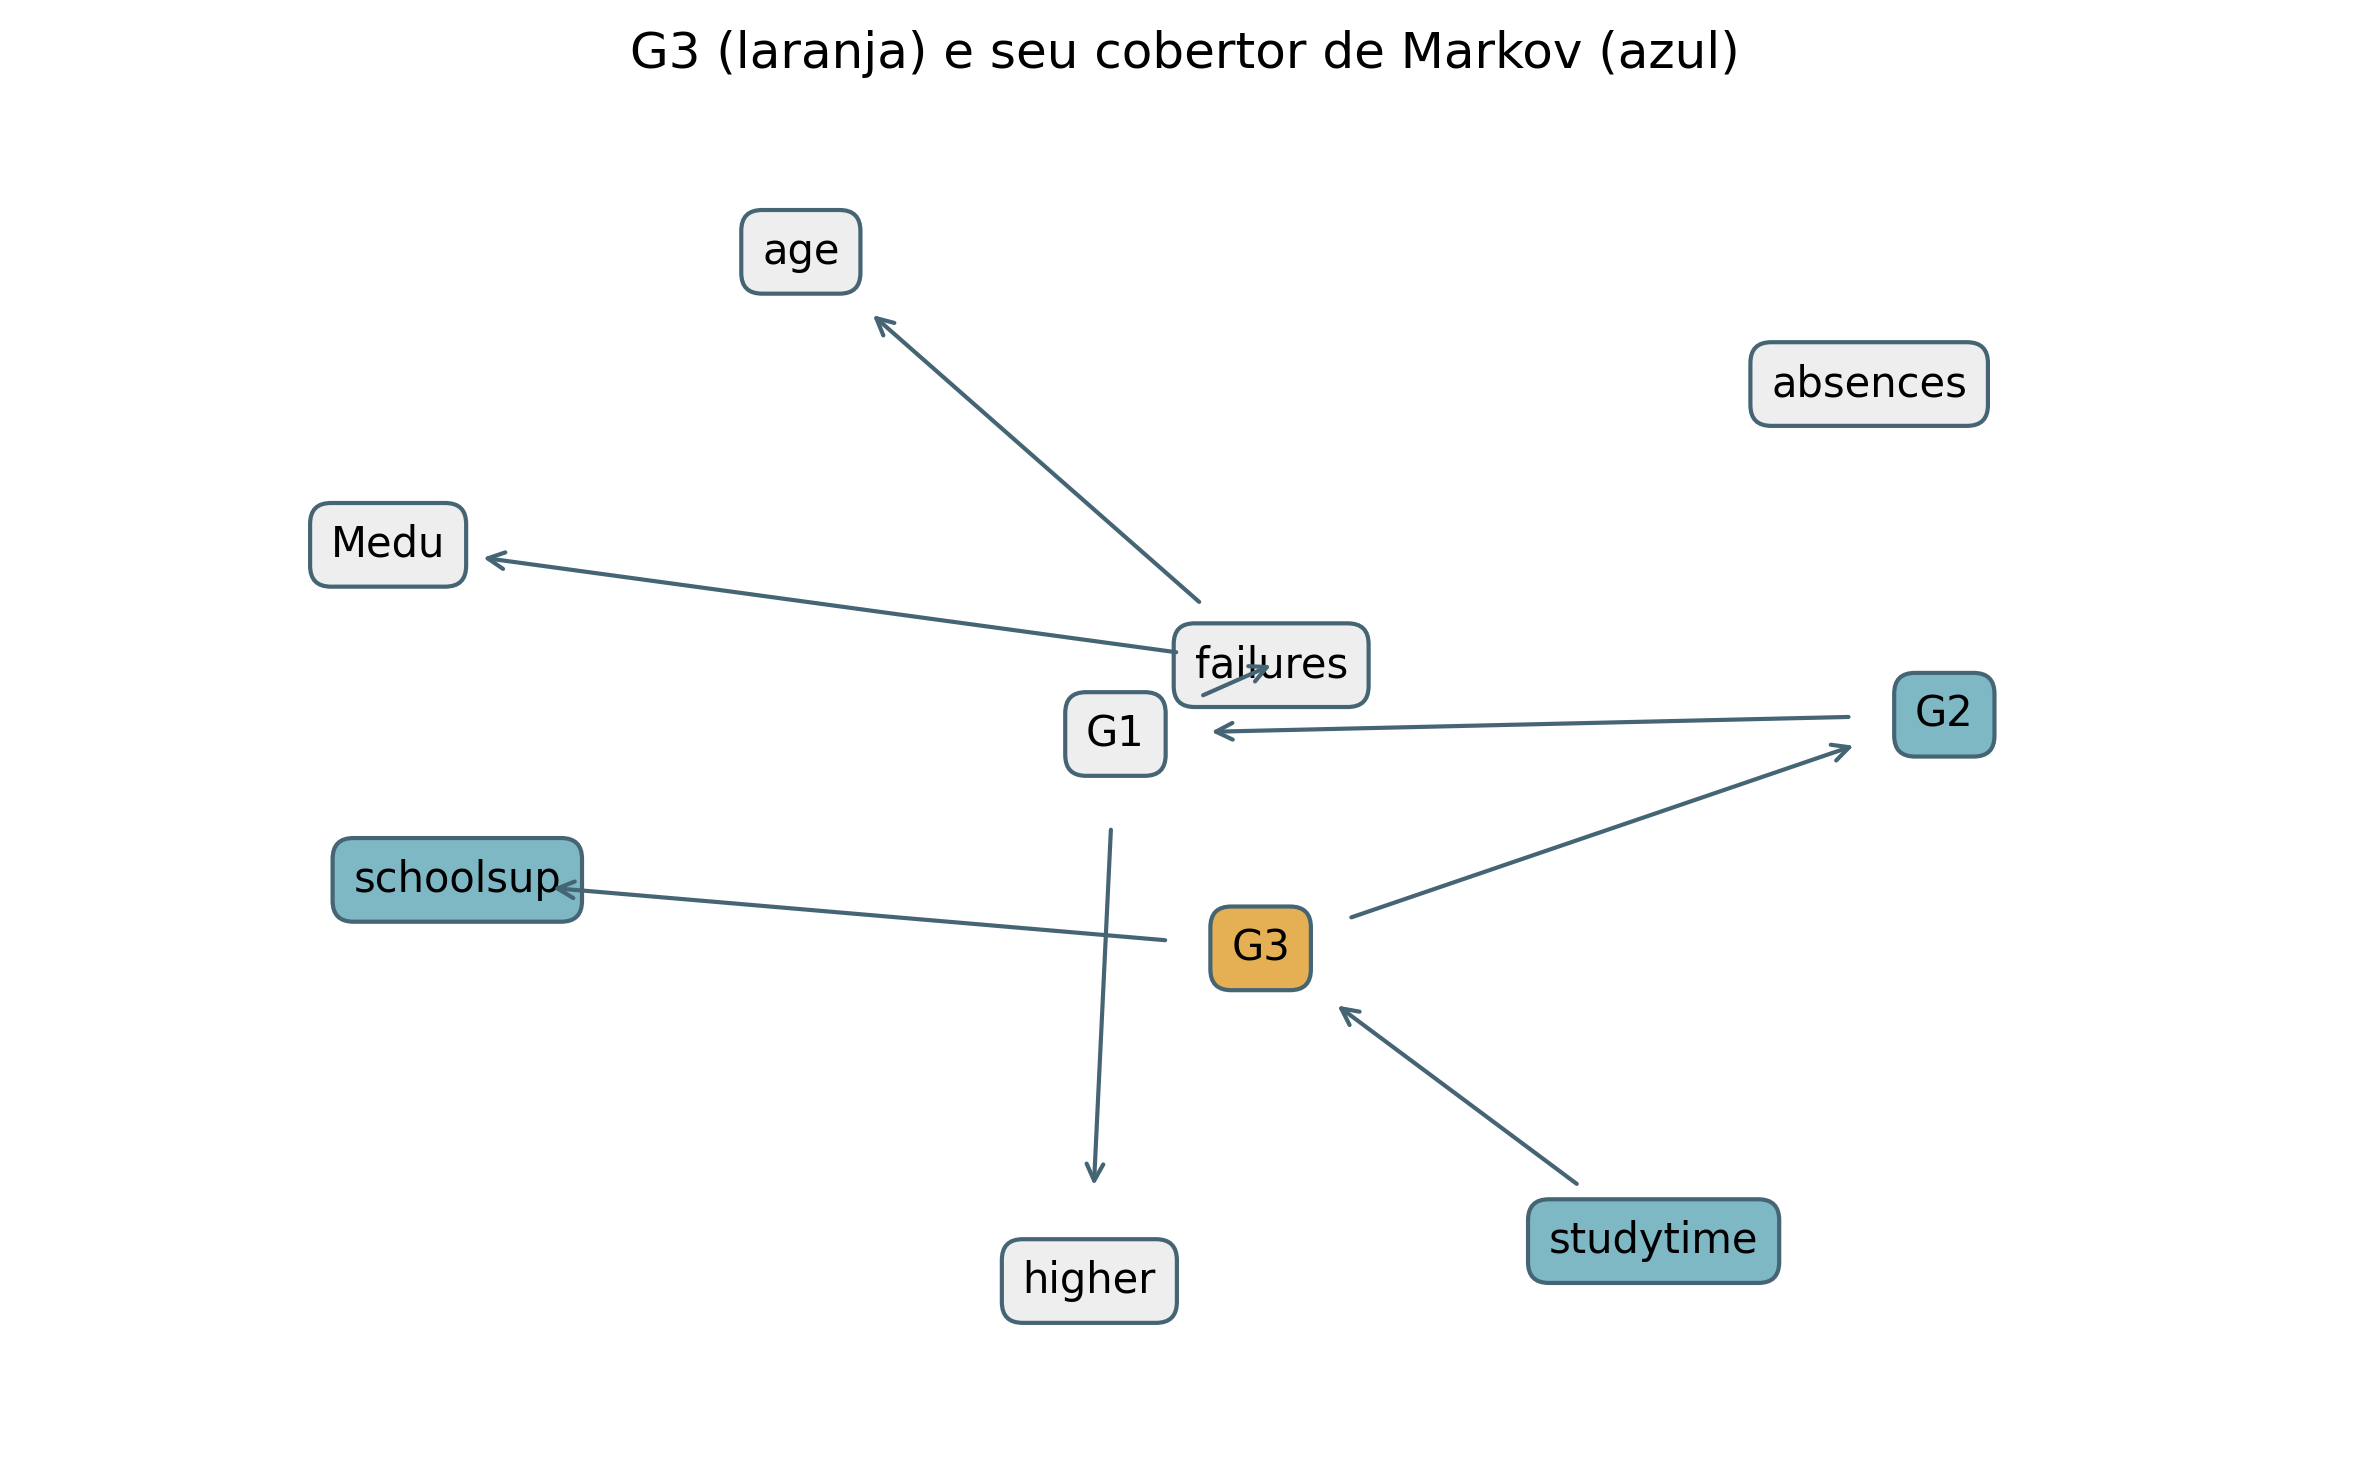 G3 (laranja) e seu cobertor de Markov (azul)
age
absences
Medu
failures
G2
G1
schoolsup
G3
studytime
higher